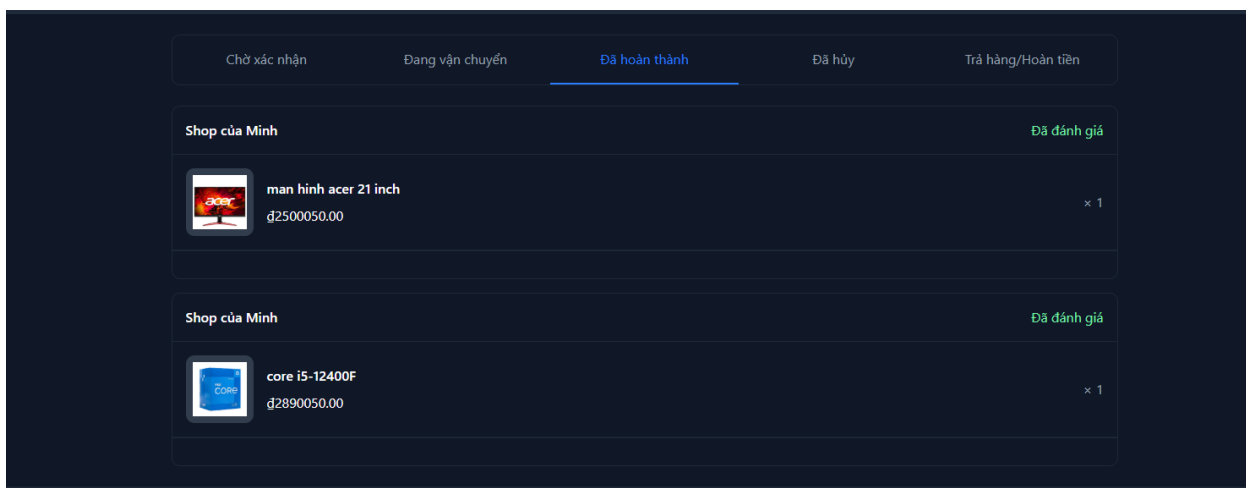 Chờ xác nhận Đang vận chuyển Đã hoàn thành Đã hủy Trả hàng/Hoàn tiền
Shop của Minh Đã đánh giá
acer
man hinh acer 21 inch
₫2500050.00
× 1
Shop của Minh Đã đánh giá
CORE
core i5-12400F
₫2890050.00
× 1